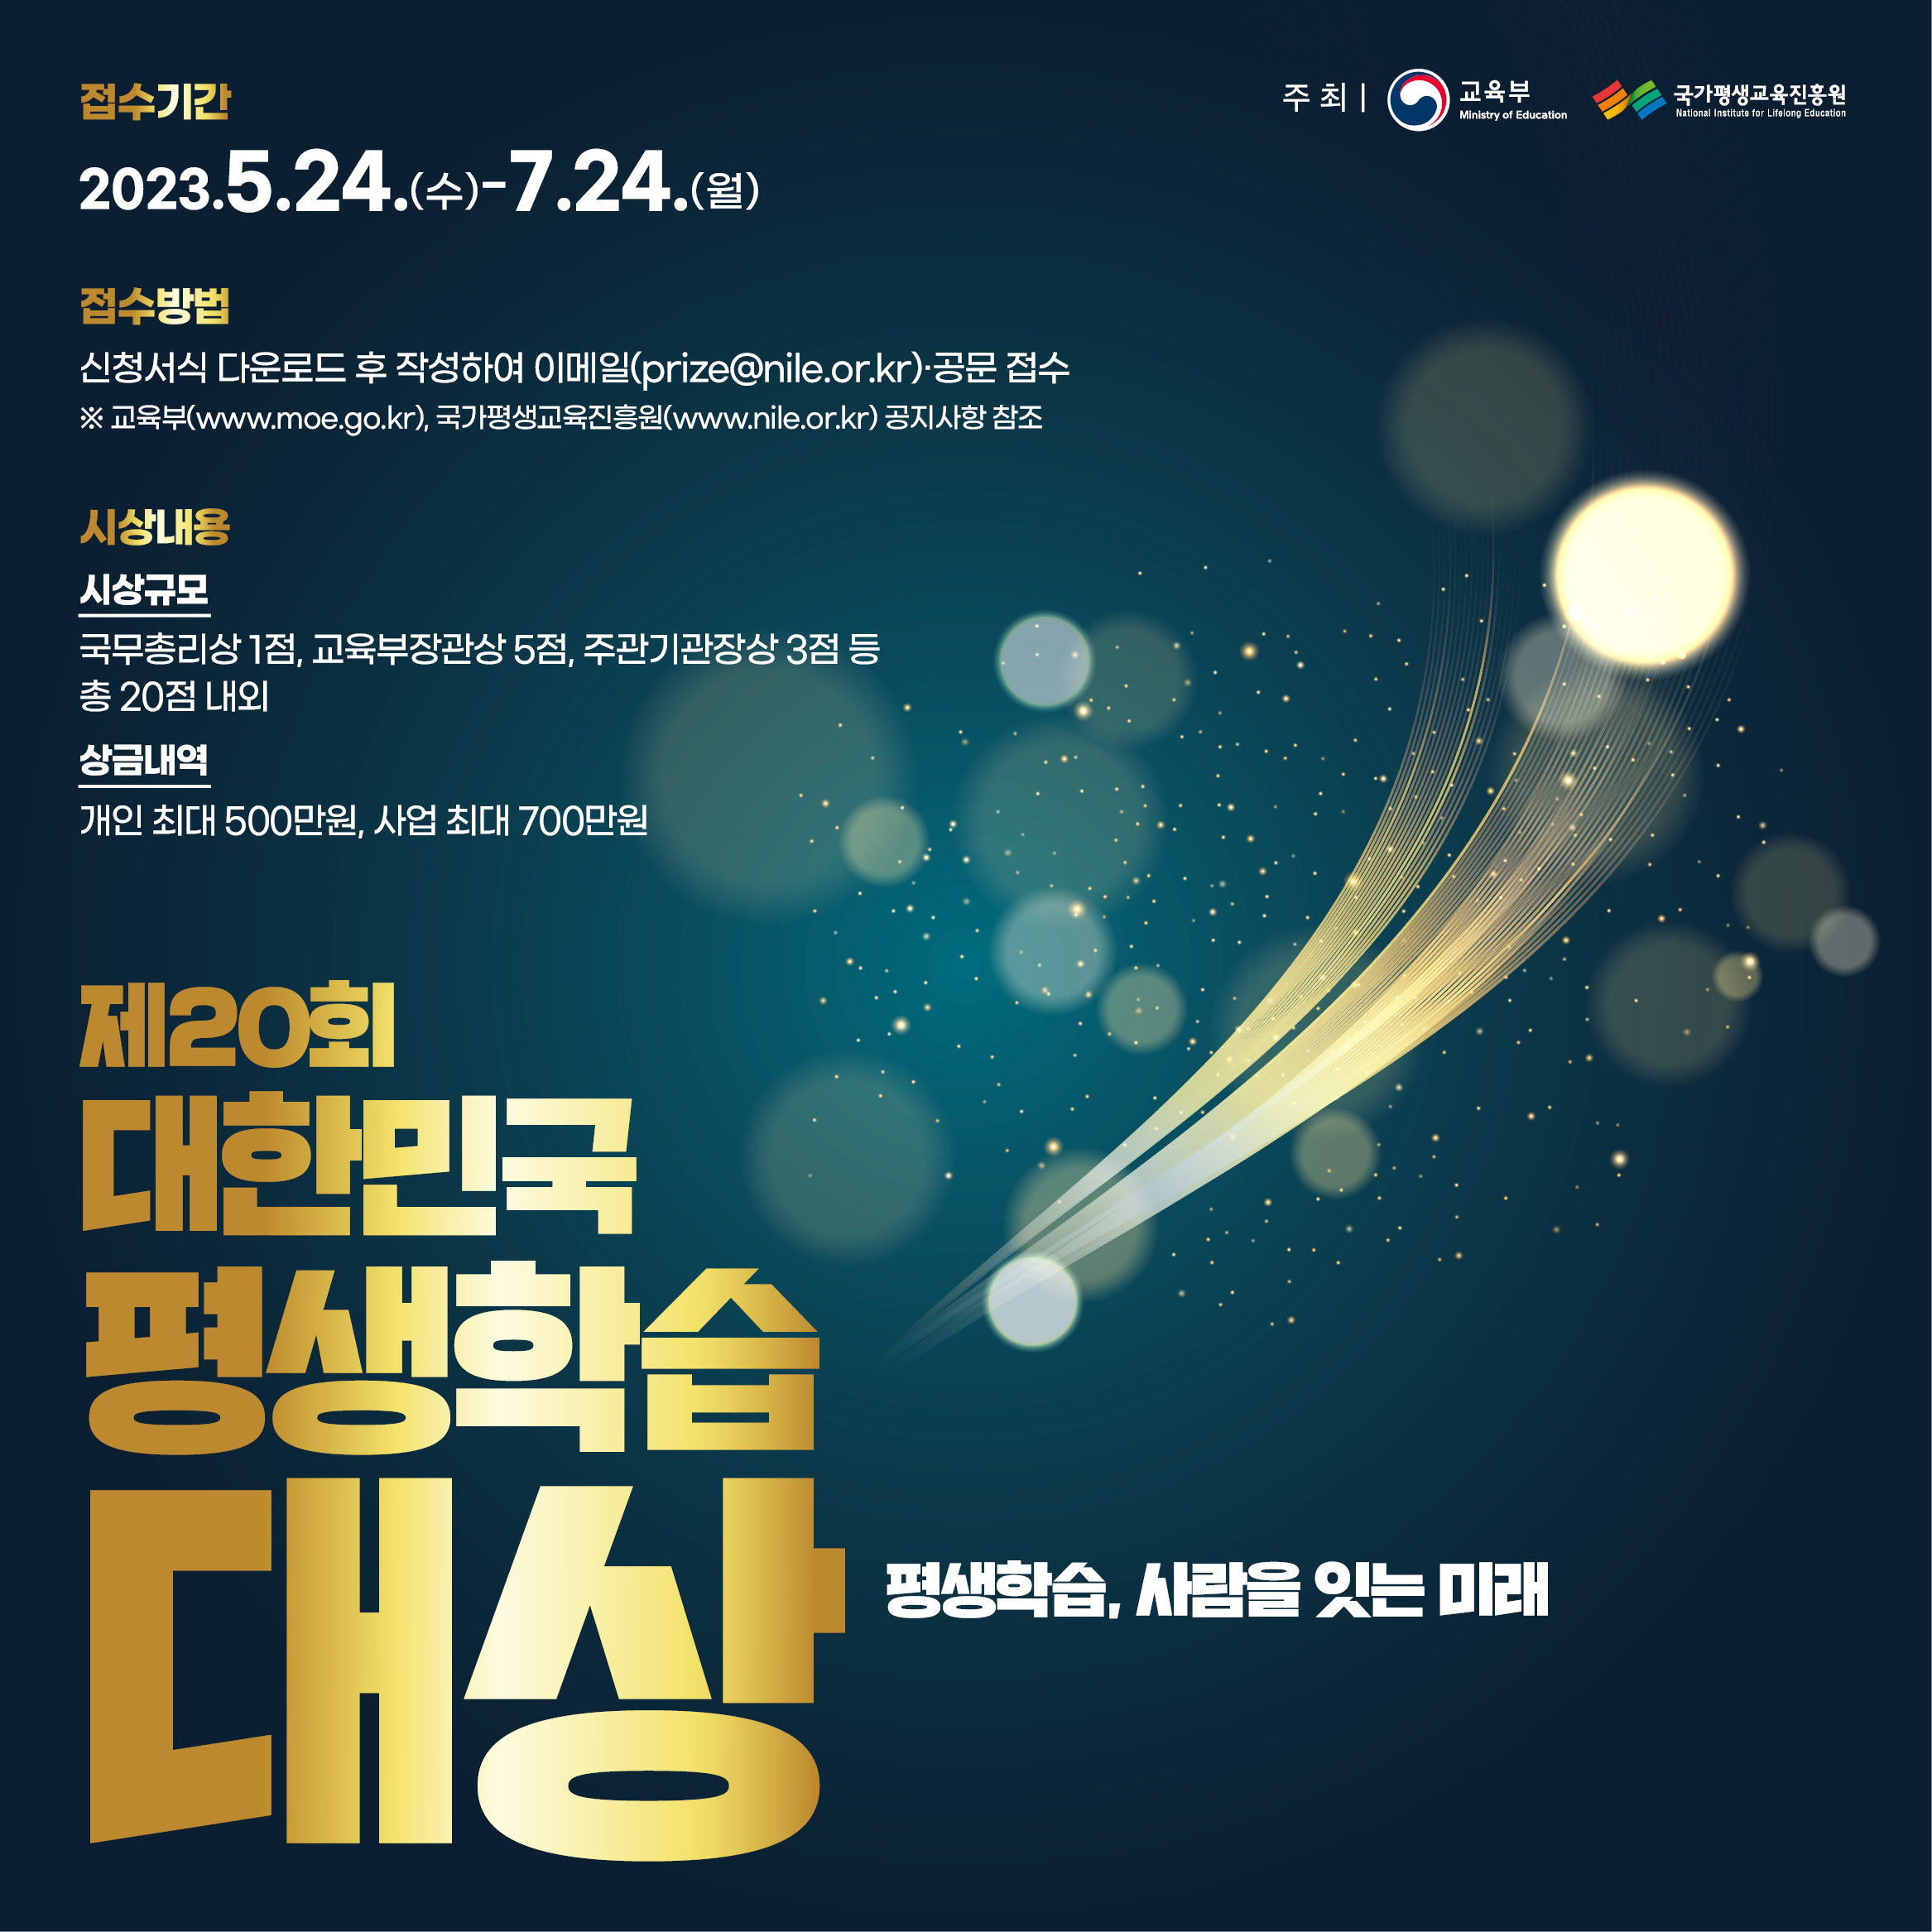 접수기간
2023.5.24.(수)-7.24.(월)
주 최 |
교육부
Ministry of Education
국가평생교육진흥원
National Institute for Lifelong Education
접수방법
신청서식 다운로드 후 작성하여 이메일(prize@nile.or.kr)·공문 접수
※ 교육부(www.moe.go.kr), 국가평생교육진흥원(www.nile.or.kr) 공지사항 참조
시상내용
시상규모
국무총리상 1점, 교육부장관상 5점, 주관기관장상 3점 등
총 20점 내외
상금내역
개인 최대 500만원, 사업 최대 700만원
제20회
대한민국
평생학습
대상
평생학습, 사람을 잇는 미래